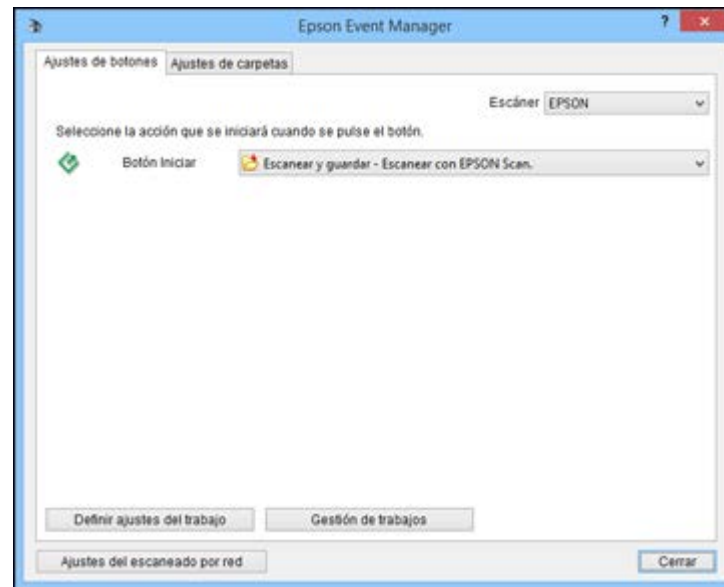 Epson Event Manager
Ajustes de botones Ajustes de carpetas
Escáner EPSON
Seleccione la acción que se iniciará cuando se pulse el botón.
Botón Iniciar Escanear y guardar - Escanear con EPSON Scan.
Definir ajustes del trabajo Gestión de trabajos
Ajustes del escaneado por red Cerrar